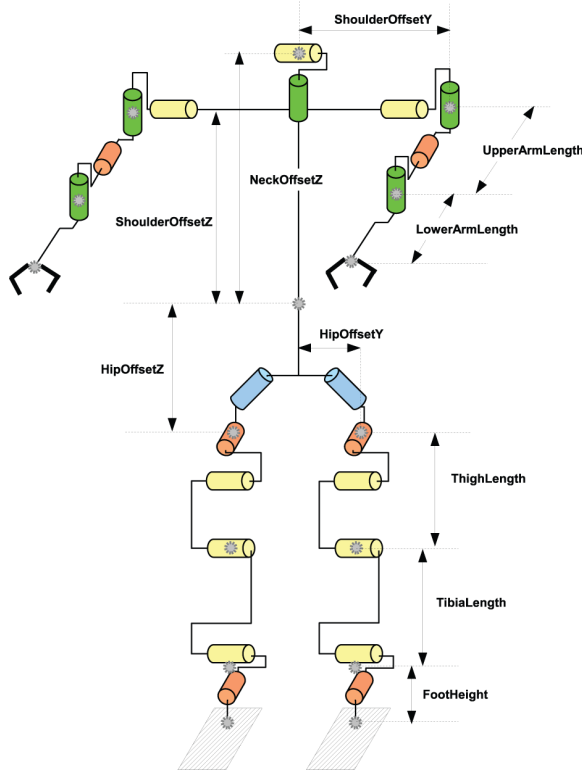 ShoulderOffsetY
UpperArmLength
NeckOffsetZ
ShoulderOffsetZ
LowerArmLength
HipOffsetY
HipOffsetZ
ThighLength
TibiaLength
FootHeight